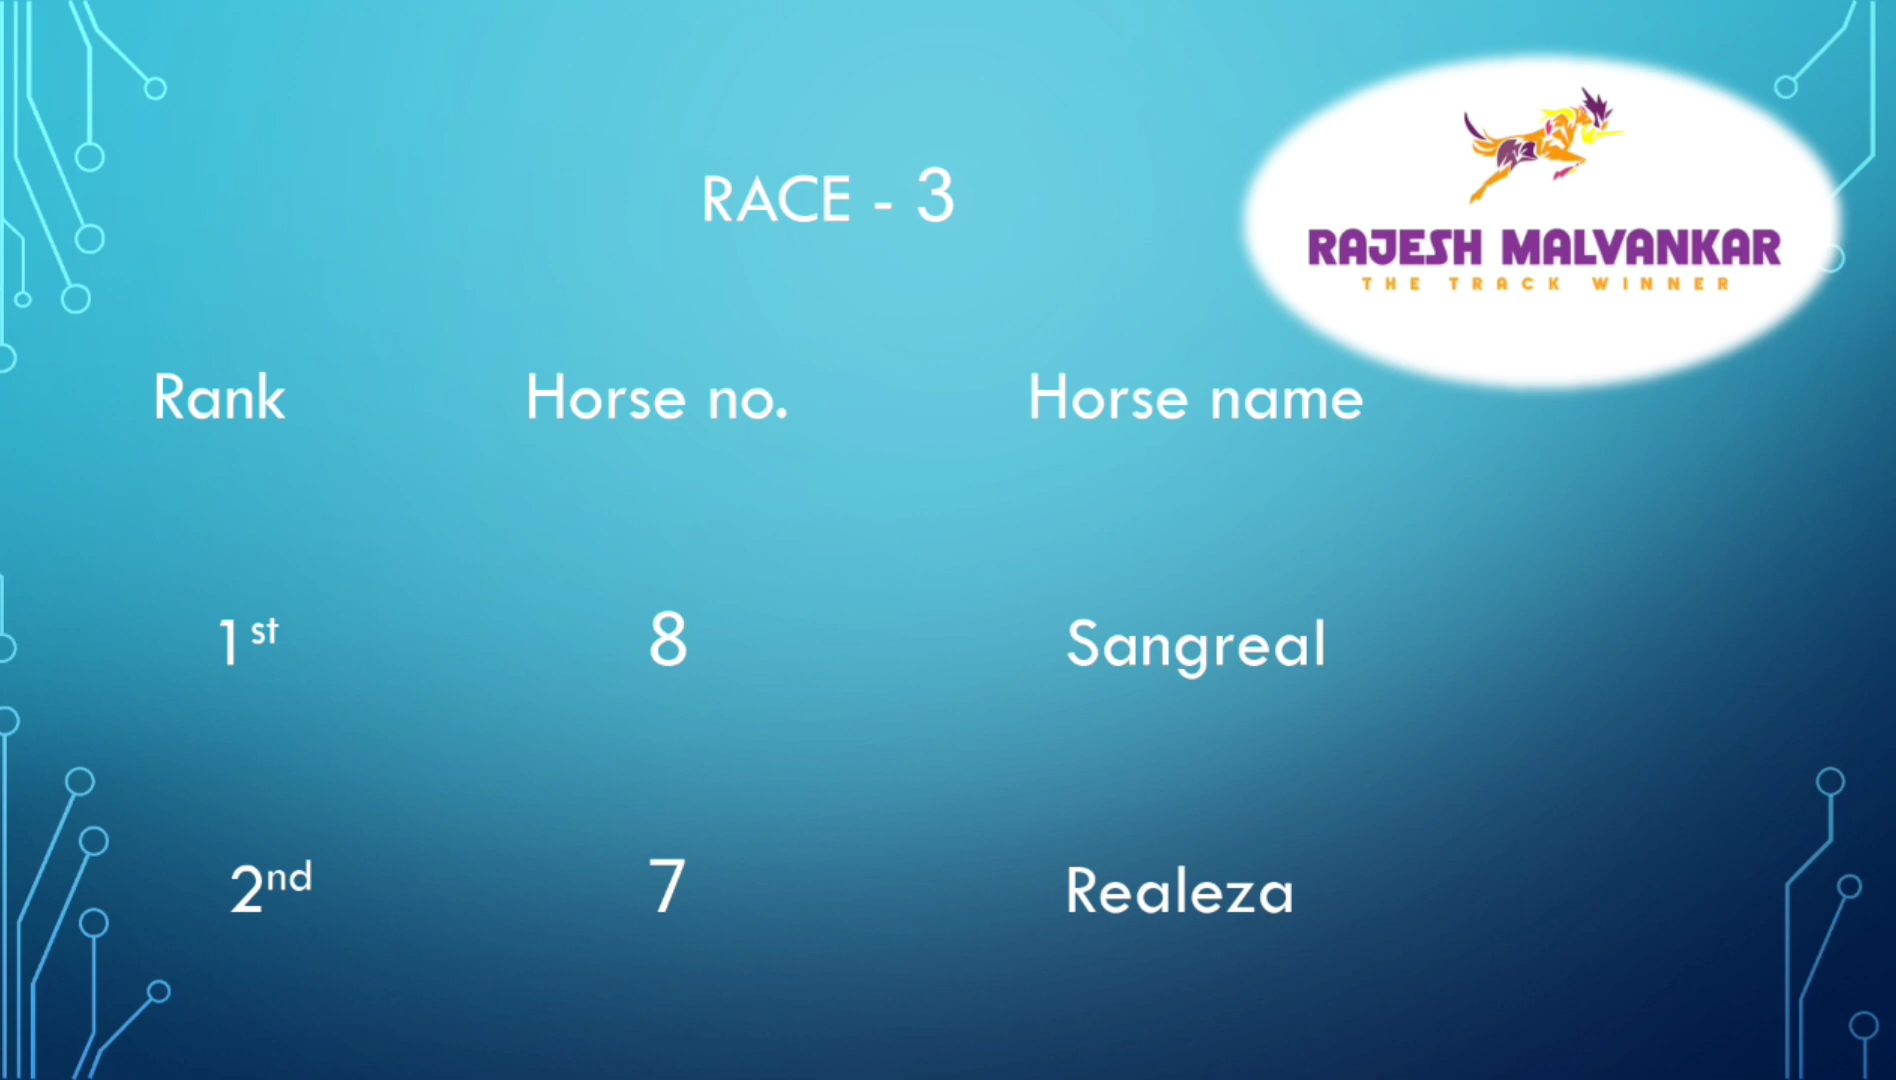 RACE - 3
RAJESH MALVANKAR
THE TRACK WINNER
Rank Horse no. Horse name
1st 8 Sangreal
2nd 7 Realeza